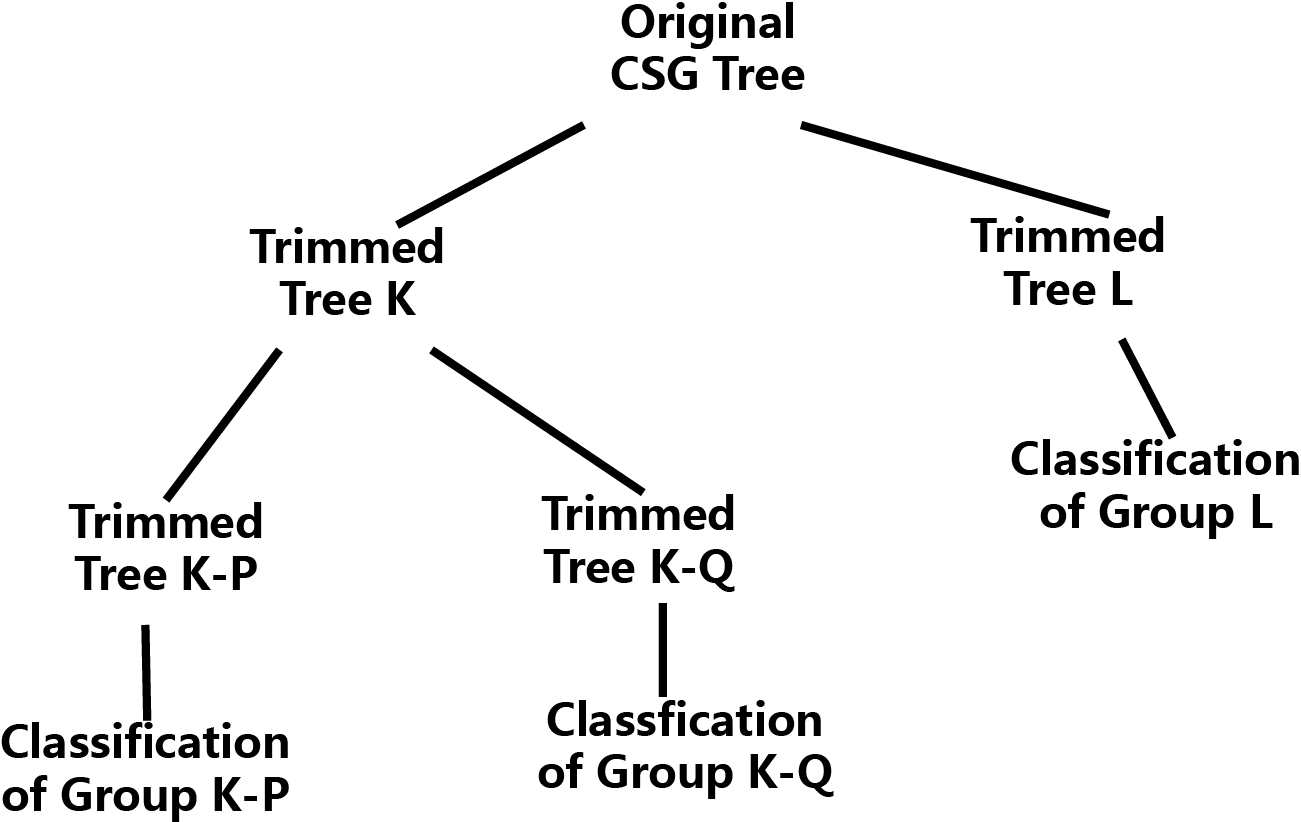 Original
CSG Tree
Trimmed
Tree K
Trimmed
Tree L
Classification
of Group L
Trimmed
Tree K-P
Trimmed
Tree K-Q
Classification
of Group K-P
Classfication
of Group K-Q